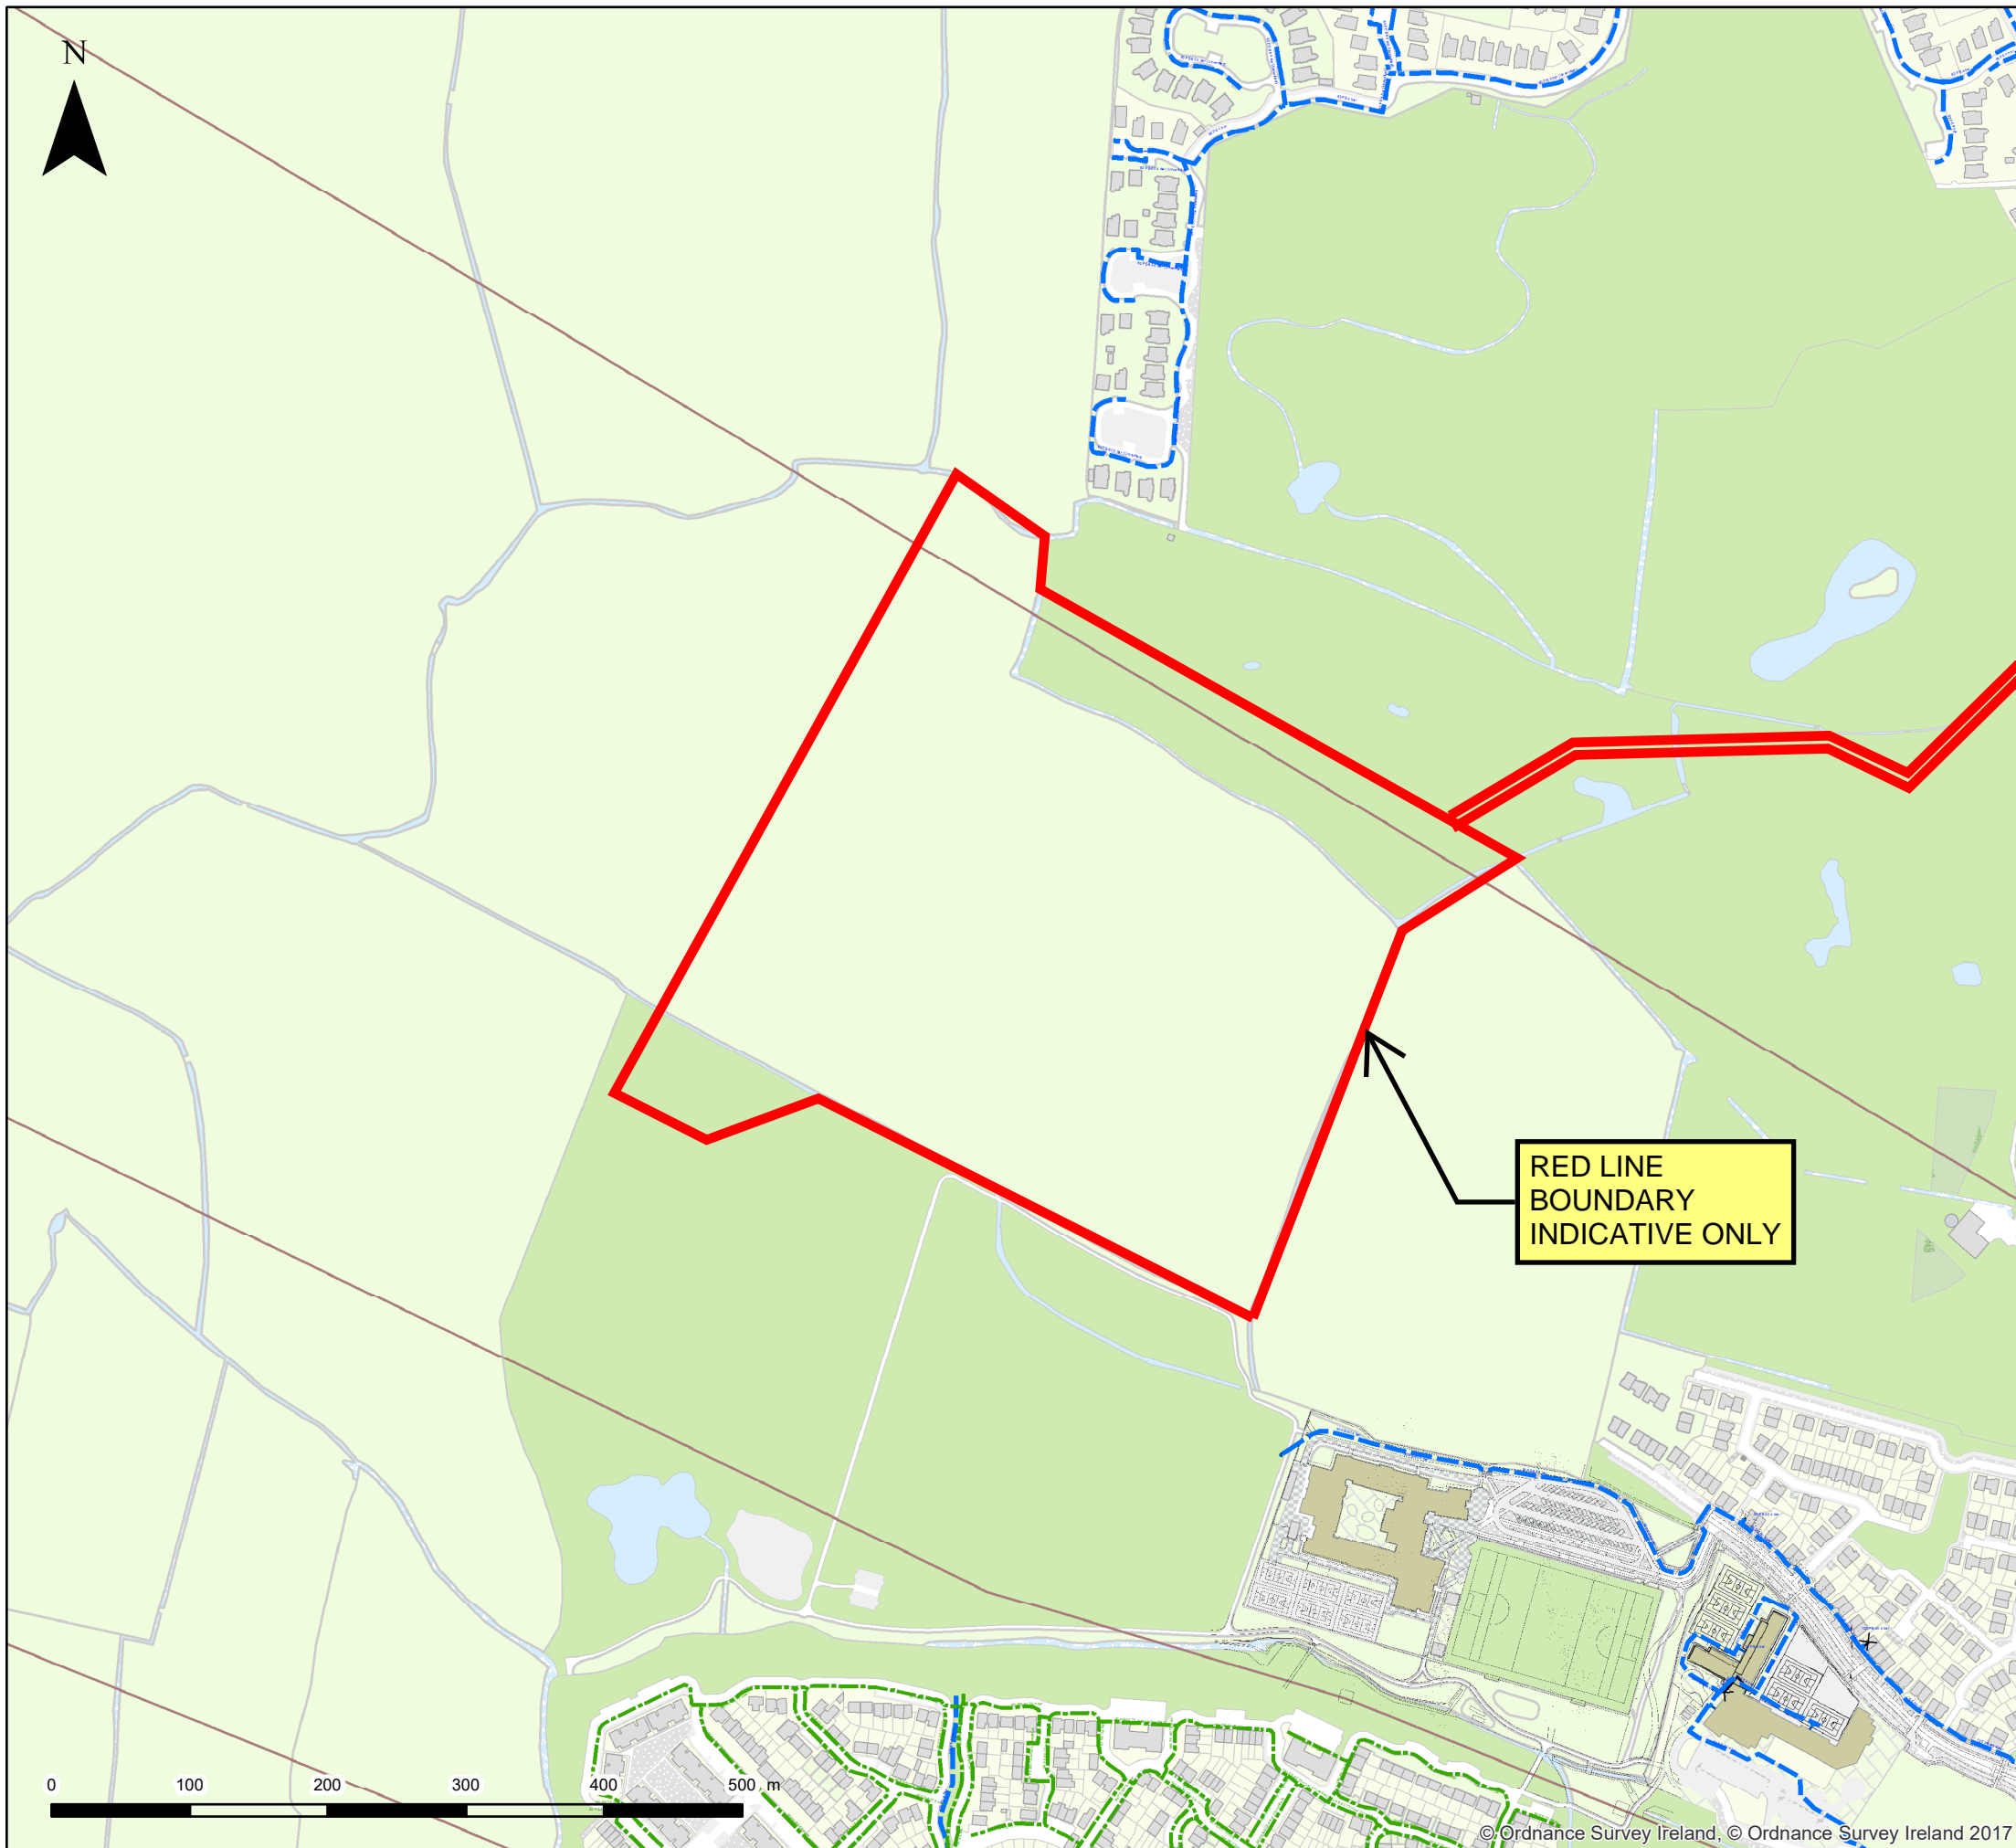 N
RED LINE
BOUNDARY
INDICATIVE ONLY
0 100 200 300 400 500 m
© Ordnance Survey Ireland, © Ordnance Survey Ireland 2017